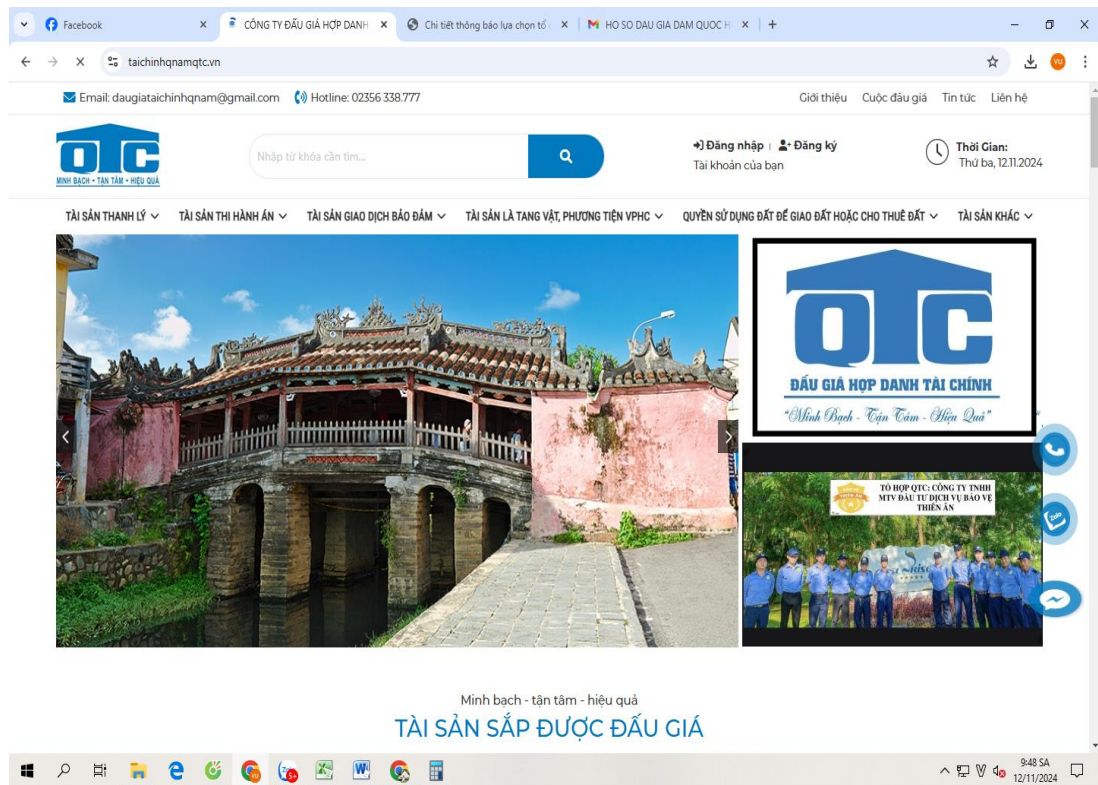 Facebook
CÔNG TY ĐẤU GIÁ HỢP DANH
Chi tiết thông báo lựa chọn tổ
HO SO DAU GIA DAM QUOC H
taichinhqnamqtc.vn
VU
Email: daugiataichinhqnam@gmail.com
Hotline: 02356 338.777
Giới thiệu
Cuộc đấu giá
Tin tức
Liên hệ
QTC
MINH BẠCH - TẬN TÂM - HIỆU QUẢ
Nhập từ khóa cần tìm...
Đăng nhập | Đăng ký
Tài khoản của bạn
Thời Gian:
Thứ ba, 12.11.2024
TÀI SẢN THANH LÝ
TÀI SẢN THI HÀNH ÁN
TÀI SẢN GIAO DỊCH BẢO ĐẢM
TÀI SẢN LÀ TANG VẬT, PHƯƠNG TIỆN VPHC
QUYỀN SỬ DỤNG ĐẤT ĐỂ GIAO ĐẤT HOẶC CHO THUÊ ĐẤT
TÀI SẢN KHÁC
QTC
ĐẤU GIÁ HỢP DANH TÀI CHÍNH
"Minh Bạch - Tận Tâm - Hiệu Quả"
TỔ HỢP QTC: CÔNG TY TNHH
MTV ĐẦU TƯ DỊCH VỤ BẢO VỆ
THIÊN ÂN
Zalo
Minh bạch - tận tâm - hiệu quả
TÀI SẢN SẮP ĐƯỢC ĐẤU GIÁ
5+
9:48 SA
12/11/2024